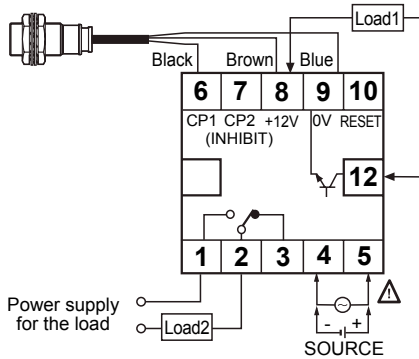 Load1
Black Brown Blue
6 7 8 9 10
CP1 CP2 +12V 0V RESET
(INHIBIT)
12
1 2 3 4 5
Power supply
for the load
Load2
- +
SOURCE